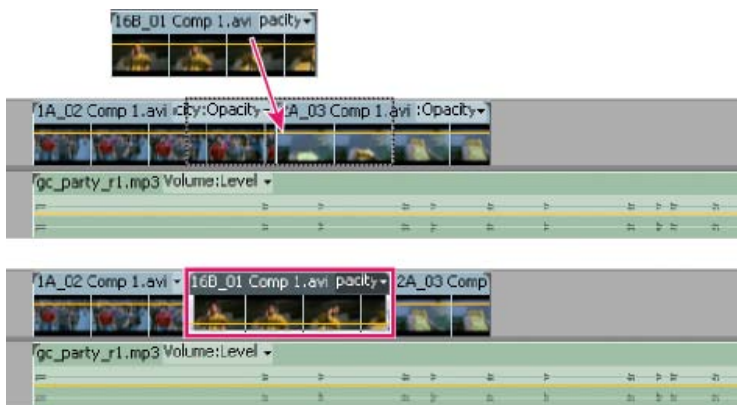 16B_01 Comp 1.avi pacity
1A_02 Comp 1.avi city:Opacity 2A_03 Comp 1.avi :Opacity
gc_party_r1.mp3 Volume:Level
1A_02 Comp 1.avi 16B_01 Comp 1.avi pacity 2A_03 Comp
gc_party_r1.mp3 Volume:Level